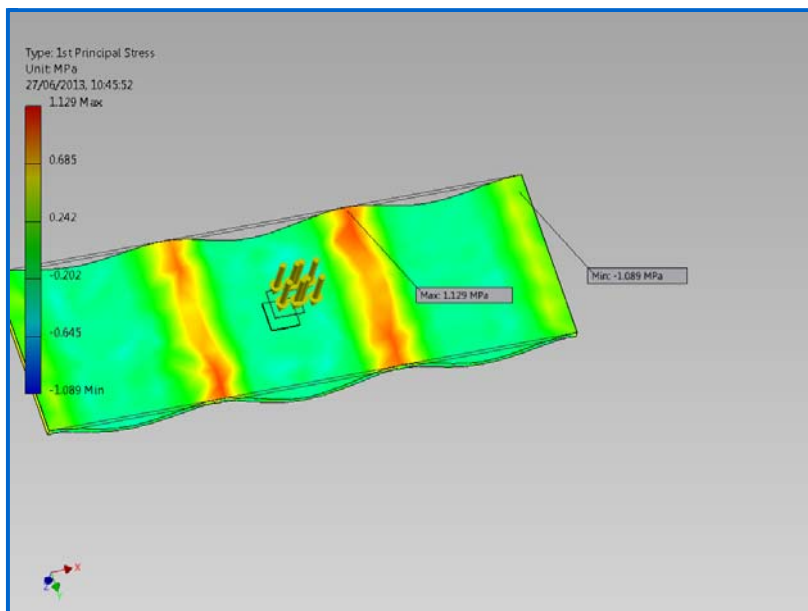 Type: 1st Principal Stress
Unit: MPa
27/06/2013, 10:45:52
1.129 Max
0.685
0.242
-0.202
-0.645
-1.089 Min
Min: -1.089 MPa
Max: 1.129 MPa
X
Z
Y